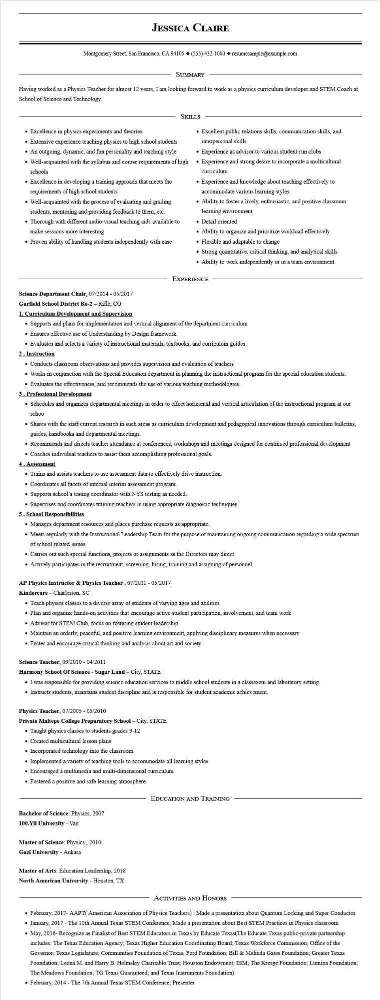 Jessica Claire
Montgomery Street, San Francisco, CA 94105 ◆ (555) 432-1000 ◆ resumesample@example.com
Summary
Having worked as a Physics Teacher for almost 12 years, I am looking forward to work as a physics curriculum developer and STEM Coach at
School of Science and Technology.
Skills
• Excellence in physics experiments and theories.
• Extensive experience teaching physics to high school students
• An outgoing, dynamic, and fun personality and teaching style
• Well-acquainted with the syllabus and course requirements of high
schools
• Excellence in developing a training approach that meets the
requirements of high school students
• Well-acquainted with the process of evaluating and grading
students, mentoring and providing feedback to them, etc.
• Thorough with different audio-visual teaching aids available to
make sessions more interesting
• Proven ability of handling students independently with ease
• Excellent public relations skills, communication skills, and
interpersonal skills
• Experience as advisor to various student-run clubs
• Experience and strong desire to incorporate a multicultural
curriculum
• Experience and knowledge about teaching effectively to
accommodate various learning styles
• Ability to foster a lively, enthusiastic, and positive classroom
learning environment
• Detail oriented
• Ability to organize and prioritize workload effectively
• Flexible and adaptable to change
• Strong quantitative, critical thinking, and analytical skills
• Ability to work independently or in a team environment
Experience
Science Department Chair, 07/2014 - 05/2017
Garfield School District Re-2 – Rifle, CO
1. Curriculum Development and Supervision
• Supports and plans for implementation and vertical alignment of the department curriculum
• Ensures effective use of Understanding by Design framework
• Evaluates and selects a variety of instructional materials, textbooks, and curriculum guides
2 . Instruction
• Conducts classroom observations and provides supervision and evaluation of teachers
• Works in conjunction with the Special Education department in planning the instructional program for the special education students.
• Evaluates the effectiveness, and recommends the use of various teaching methodologies.
3 . Professional Development
• Schedules and organizes departmental meetings in order to effect horizontal and vertical articulation of the instructional program at our
schoo
• Shares with the staff current research in such areas as curriculum development and pedagogical innovations through curriculum bulletins,
guides, handbooks and departmental meetings.
• Recommends and directs teacher attendance at conferences, workshops and meetings designed for continued professional development
• Coaches individual teachers to assist them accomplishing professional goals.
4 . Assessment
• Trains and assists teachers to use assessment data to effectively drive instruction.
• Coordinates all facets of internal interim assessment program.
• Supports school’s testing coordinator with NYS testing as needed.
• Supervises and coordinates training teachers in using appropriate diagnostic techniques.
5 . School Responsibilities
• Manages department resources and places purchase requests as appropriate.
• Meets regularly with the Instructional Leadership Team for the purpose of maintaining ongoing communication regarding a wide spectrum
of school related issues.
• Carries out such special functions, projects or assignments as the Directors may direct
• Actively participates in the recruitment, screening, hiring, training and assigning of personnel
AP Physics Instructor & Physics Teacher , 07/2011 - 05/2017
Kindercare – Charleston, SC
• Teach physics classes to a diverse array of students of varying ages and abilities
• Plan and organize hands-on activities that encourage active student participation, involvement, and team work
• Advisor for STEM Club, focus on fostering student leadership
• Maintain an orderly, peaceful, and positive learning environment, applying disciplinary measures when necessary
• Foster and encourage critical thinking and analysis about art and society
Science Teacher, 09/2010 - 04/2011
Harmony School Of Science - Sugar Land – City, STATE
• I was responsible for providing science education services to middle school students in a classroom and laboratory setting.
• Instructs students, maintains student discipline and is responsible for student academic achievement.
Physics Teacher, 07/2005 - 05/2010
Private Maltepe College Preparatory School – City, STATE
• Taught physics classes to students grades 9-12
• Created multicultural lesson plans
• Incorporated technology into the classroom
• Implemented a variety of teaching tools to accommodate all learning styles
• Encouraged a multimedia and multi-dimensional curriculum
• Fostered a positive and safe learning atmosphere
Education and Training
Bachelor of Science: Physics, 2007
100.Yil University - Van
Master of Science: Physics , 2010
Gazi University - Ankara
Master of Arts: Education Leadership, 2018
North American University - Houston, TX
Activities and Honors
• February, 2017- AAPT( American Association of Physics Teachers) : Made a presentation about Quantum Locking and Super Conductor
• January, 2017 - The 10th Annual Texas STEM Conference; Made a presentation about Best STEM Practices in Physics classroom
• May, 2016- Recognize as Finalist of Best STEM Educators in Texas by Educate Texas(The Educate Texas public-private partnership
includes: The Texas Education Agency; Texas Higher Education Coordinating Board; Texas Workforce Commission; Office of the
Governor; Texas Legislature; Communities Foundation of Texas; Ford Foundation; Bill & Melinda Gates Foundation; Greater Texas
Foundation; Leona M. and Harry B. Helmsley Charitable Trust; Houston Endowment; IBM; The Kresge Foundation; Lumina Foundation;
The Meadows Foundation; TG Texas Guaranteed; and Texas Instruments Foundation).
• February, 2014 - The 7th Annual Texas STEM Conference; Presenter